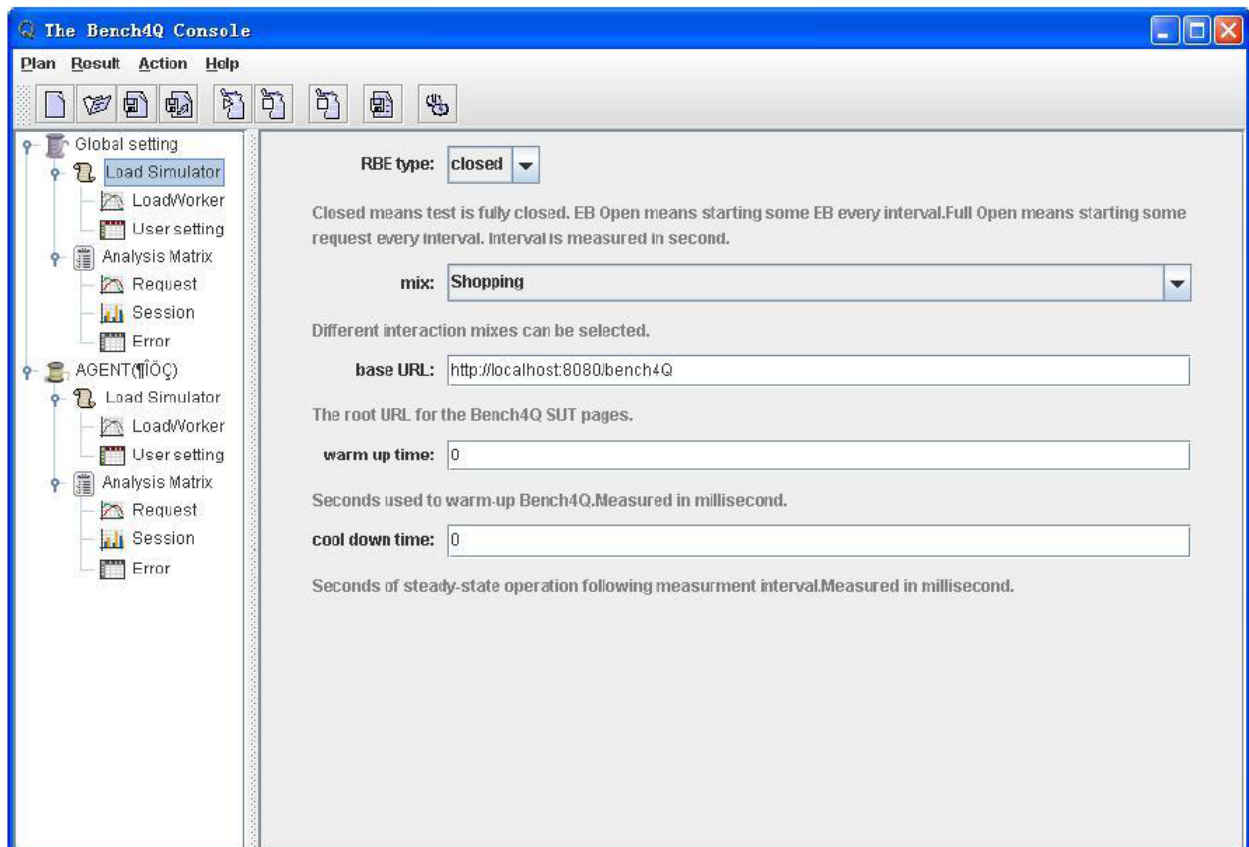 The Bench4Q Console
Plan Result Action Help
Global setting
Load Simulator
LoadWorker
User setting
Analysis Matrix
Request
Session
Error
AGENT(¶ÎÖÇ)
Load Simulator
LoadWorker
User setting
Analysis Matrix
Request
Session
Error
RBE type: closed
Closed means test is fully closed. EB Open means starting some EB every interval.Full Open means starting some
request every interval. Interval is measured in second.
mix: Shopping
Different interaction mixes can be selected.
base URL: http://localhost:8080/bench4Q
The root URL for the Bench4Q SUT pages.
warm up time: 0
Seconds used to warm-up Bench4Q.Measured in millisecond.
cool down time: 0
Seconds of steady-state operation following measurment interval.Measured in millisecond.